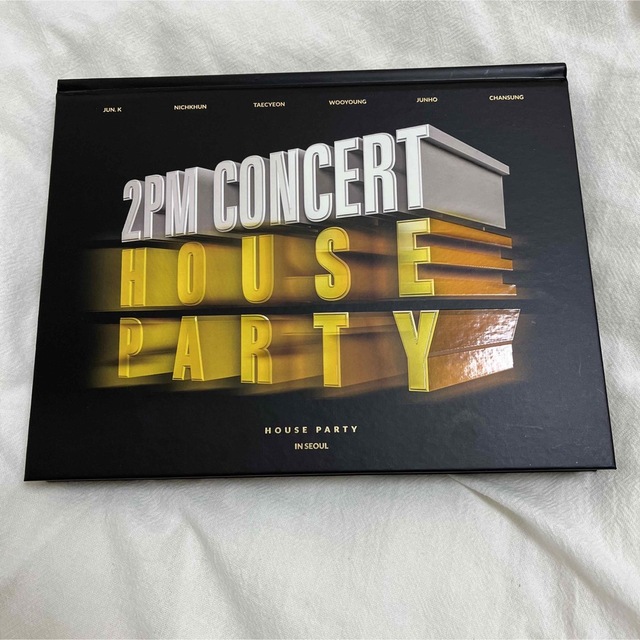 JUN. K NICHKHUN TAECYEON WOOYOUNG JUNHO CHANSUNG
2PM CONCERT
HOUSE
PARTY
HOUSE PARTY
IN SEOUL